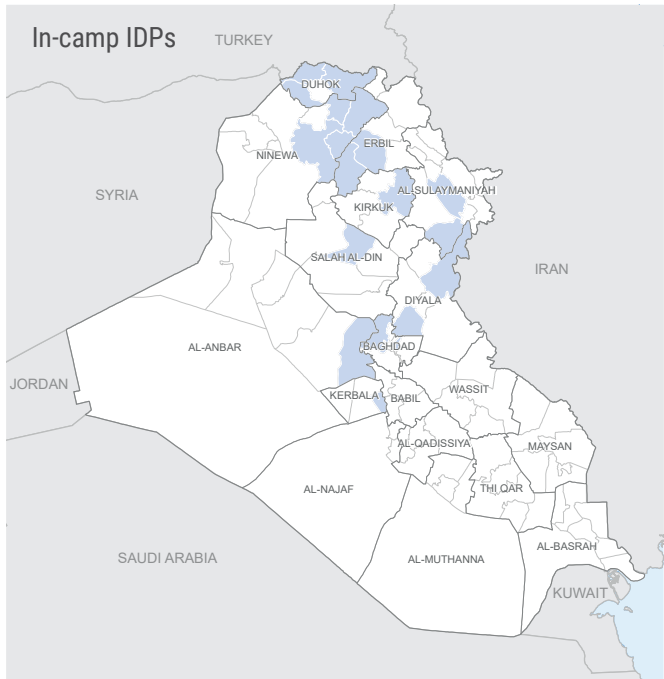 In-camp IDPs
TURKEY
DUHOK
ERBIL
NINEWA
AL-SULAYMANIYAH
SYRIA
KIRKUK
SALAH AL-DIN
IRAN
DIYALA
AL-ANBAR
BAGHDAD
JORDAN
KERBALA
BABIL
WASSIT
AL-QADISSIYA
MAYSAN
AL-NAJAF
THI QAR
SAUDI ARABIA
AL-MUTHANNA
AL-BASRAH
KUWAIT